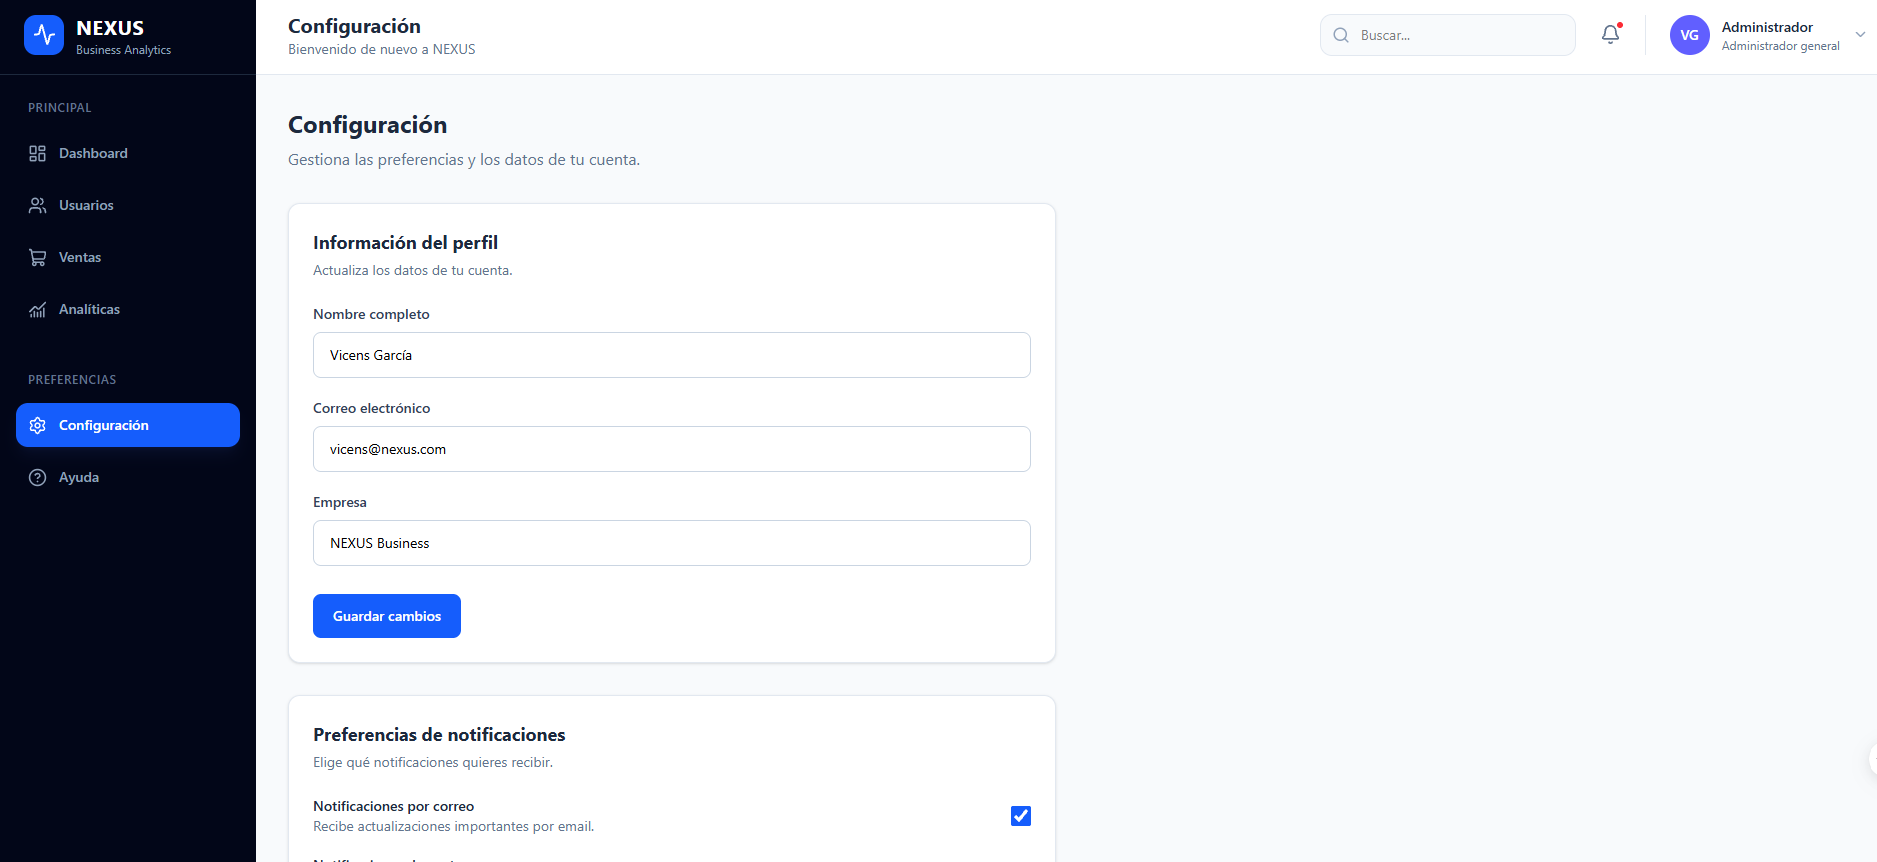 NEXUS
Business Analytics
PRINCIPAL
Dashboard
Usuarios
Ventas
Analíticas
PREFERENCIAS
Configuración
Ayuda
Configuración
Bienvenido de nuevo a NEXUS
Buscar...
VG
Administrador
Administrador general
Configuración
Gestiona las preferencias y los datos de tu cuenta.
Información del perfil
Actualiza los datos de tu cuenta.
Nombre completo
Vicens García
Correo electrónico
vicens@nexus.com
Empresa
NEXUS Business
Guardar cambios
Preferencias de notificaciones
Elige qué notificaciones quieres recibir.
Notificaciones por correo
Recibe actualizaciones importantes por email.